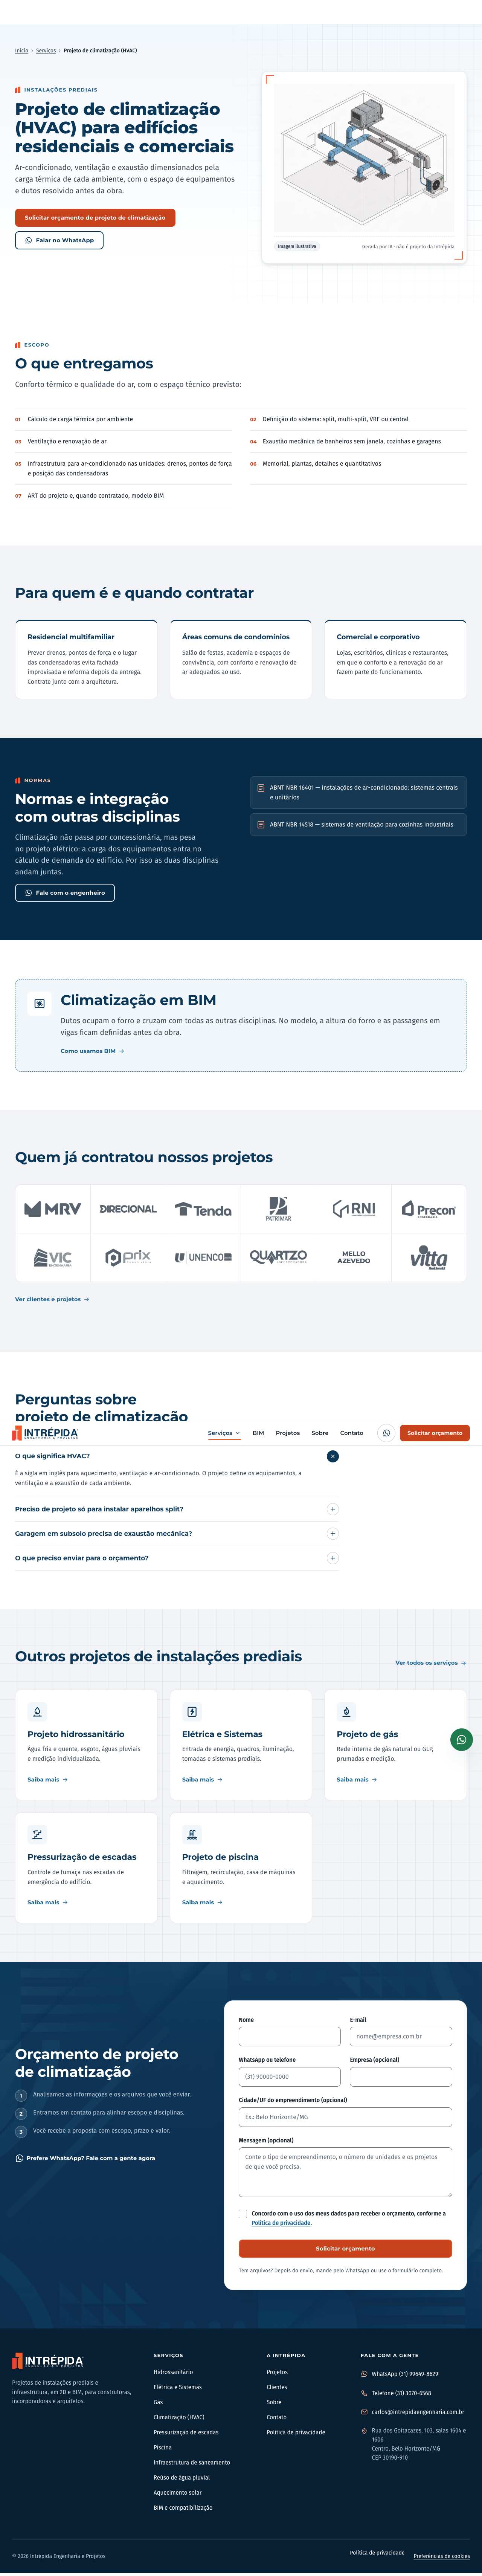 Início > Serviços > Projeto de climatização (HVAC)
INSTALAÇÕES PREDIAIS
Projeto de climatização
(HVAC) para edifícios
residenciais e comerciais
Ar-condicionado, ventilação e exaustão dimensionados pela
carga térmica de cada ambiente, com o espaço de equipamentos
e dutos resolvido antes da obra.
Solicitar orçamento de projeto de climatização
Falar no WhatsApp
Imagem ilustrativa
Gerada por IA · não é projeto da Intrépida
ESCOPO
O que entregamos
Conforto térmico e qualidade do ar, com o espaço técnico previsto:
01 Cálculo de carga térmica por ambiente
02 Definição do sistema: split, multi-split, VRF ou central
03 Ventilação e renovação de ar
04 Exaustão mecânica de banheiros sem janela, cozinhas e garagens
05 Infraestrutura para ar-condicionado nas unidades: drenos, pontos de força
e posição das condensadoras
06 Memorial, plantas, detalhes e quantitativos
07 ART do projeto e, quando contratado, modelo BIM
Para quem é e quando contratar
Residencial multifamiliar
Prever drenos, pontos de força e o lugar
das condensadoras evita fachada
improvisada e reforma depois da entrega.
Contrate junto com a arquitetura.
Áreas comuns de condomínios
Salão de festas, academia e espaços de
convivência, com conforto e renovação de
ar adequados ao uso.
Comercial e corporativo
Lojas, escritórios, clínicas e restaurantes,
em que o conforto e a renovação do ar
fazem parte do funcionamento.
NORMAS
Normas e integração
com outras disciplinas
Climatização não passa por concessionária, mas pesa
no projeto elétrico: a carga dos equipamentos entra no
cálculo de demanda do edifício. Por isso as duas disciplinas
andam juntas.
Fale com o engenheiro
ABNT NBR 16401 — instalações de ar-condicionado: sistemas centrais
e unitários
ABNT NBR 14518 — sistemas de ventilação para cozinhas industriais
Climatização em BIM
Dutos ocupam o forro e cruzam com todas as outras disciplinas. No modelo, a altura do forro e as passagens em
vigas ficam definidas antes da obra.
Como usamos BIM
Quem já contratou nossos projetos
MRV
DIRECIONAL
Tenda
PATRIMAR
RNI
Precon
VIC
prix
UNENCO
QUARTZO
MELLO
AZEVEDO
vitta
Ver clientes e projetos
Perguntas sobre
projeto de climatização
INTRÉPIDA
ENGENHARIA E PROJETOS
Serviços
BIM
Projetos
Sobre
Contato
Solicitar orçamento
O que significa HVAC?
É a sigla em inglês para aquecimento, ventilação e ar-condicionado. O projeto define os equipamentos, a
ventilação e a exaustão de cada ambiente.
Preciso de projeto só para instalar aparelhos split?
Garagem em subsolo precisa de exaustão mecânica?
O que preciso enviar para o orçamento?
Outros projetos de instalações prediais
Ver todos os serviços
Projeto hidrossanitário
Água fria e quente, esgoto, águas pluviais
e medição individualizada.
Saiba mais
Elétrica e Sistemas
Entrada de energia, quadros, iluminação,
tomadas e sistemas prediais.
Saiba mais
Projeto de gás
Rede interna de gás natural ou GLP,
prumadas e medição.
Saiba mais
Pressurização de escadas
Controle de fumaça nas escadas de
emergência do edifício.
Saiba mais
Projeto de piscina
Filtragem, recirculação, casa de máquinas
e aquecimento.
Saiba mais
Orçamento de projeto
de climatização
1 Analisamos as informações e os arquivos que você enviar.
2 Entramos em contato para alinhar escopo e disciplinas.
3 Você recebe a proposta com escopo, prazo e valor.
Prefere WhatsApp? Fale com a gente agora
Nome
E-mail
nome@empresa.com.br
WhatsApp ou telefone
(31) 90000-0000
Empresa (opcional)
Cidade/UF do empreendimento (opcional)
Ex.: Belo Horizonte/MG
Mensagem (opcional)
Conte o tipo de empreendimento, o número de unidades e os projetos
de que você precisa.
Concordo com o uso dos meus dados para receber o orçamento, conforme a
Política de privacidade.
Solicitar orçamento
Tem arquivos? Depois do envio, mande pelo WhatsApp ou use o formulário completo.
INTRÉPIDA
ENGENHARIA E PROJETOS
Projetos de instalações prediais e
infraestrutura, em 2D e BIM, para construtoras,
incorporadoras e arquitetos.
SERVIÇOS
Hidrossanitário
Elétrica e Sistemas
Gás
Climatização (HVAC)
Pressurização de escadas
Piscina
Infraestrutura de saneamento
Reúso de água pluvial
Aquecimento solar
BIM e compatibilização
A INTRÉPIDA
Projetos
Clientes
Sobre
Contato
Política de privacidade
FALE COM A GENTE
WhatsApp (31) 99649-8629
Telefone (31) 3070-6568
carlos@intrepidaengenharia.com.br
Rua dos Goitacazes, 103, salas 1604 e
1606
Centro, Belo Horizonte/MG
CEP 30190-910
© 2026 Intrépida Engenharia e Projetos
Política de privacidade
Preferências de cookies